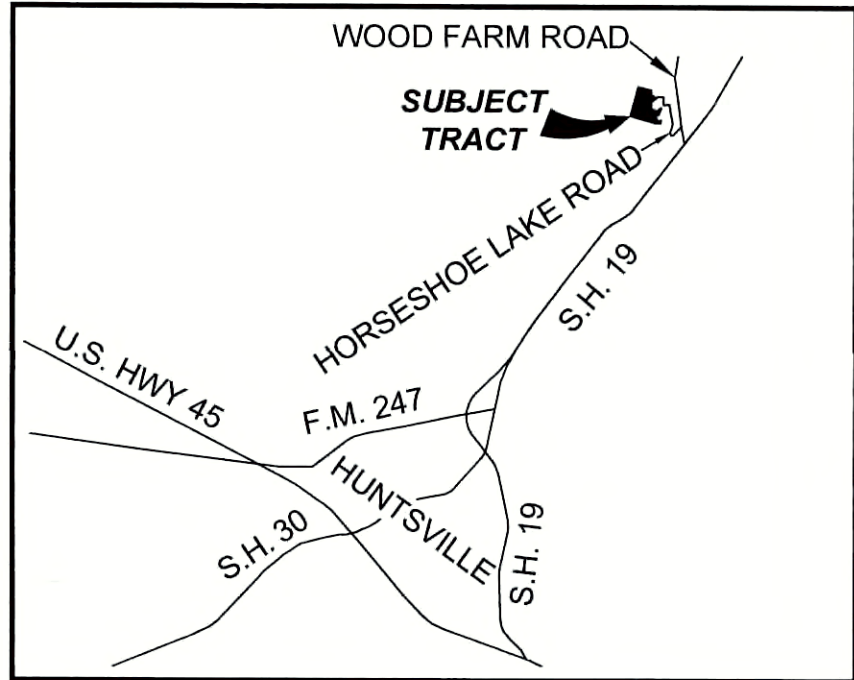 WOOD FARM ROAD
SUBJECT
TRACT
HORSESHOE LAKE ROAD
S.H. 19
U.S. HWY 45
F.M. 247
HUNTSVILLE
S.H. 30
S.H. 19